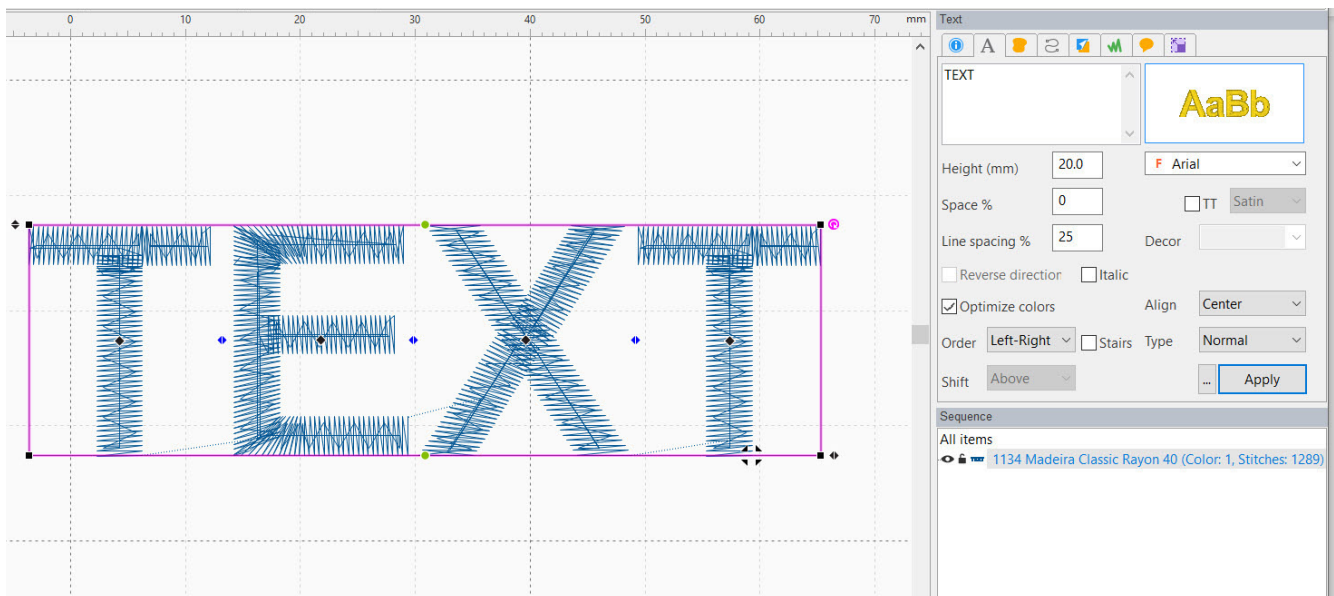 0 10 20 30 40 50 60 70 mm
TEXT
Text
A
TEXT
AaBb
Height (mm) 20.0 F Arial
Space % 0 TT Satin
Line spacing % 25 Decor
Reverse direction Italic
Optimize colors Align Center
Order Left-Right Stairs Type Normal
Shift Above ... Apply
Sequence
All items
TEXT 1134 Madeira Classic Rayon 40 (Color: 1, Stitches: 1289)